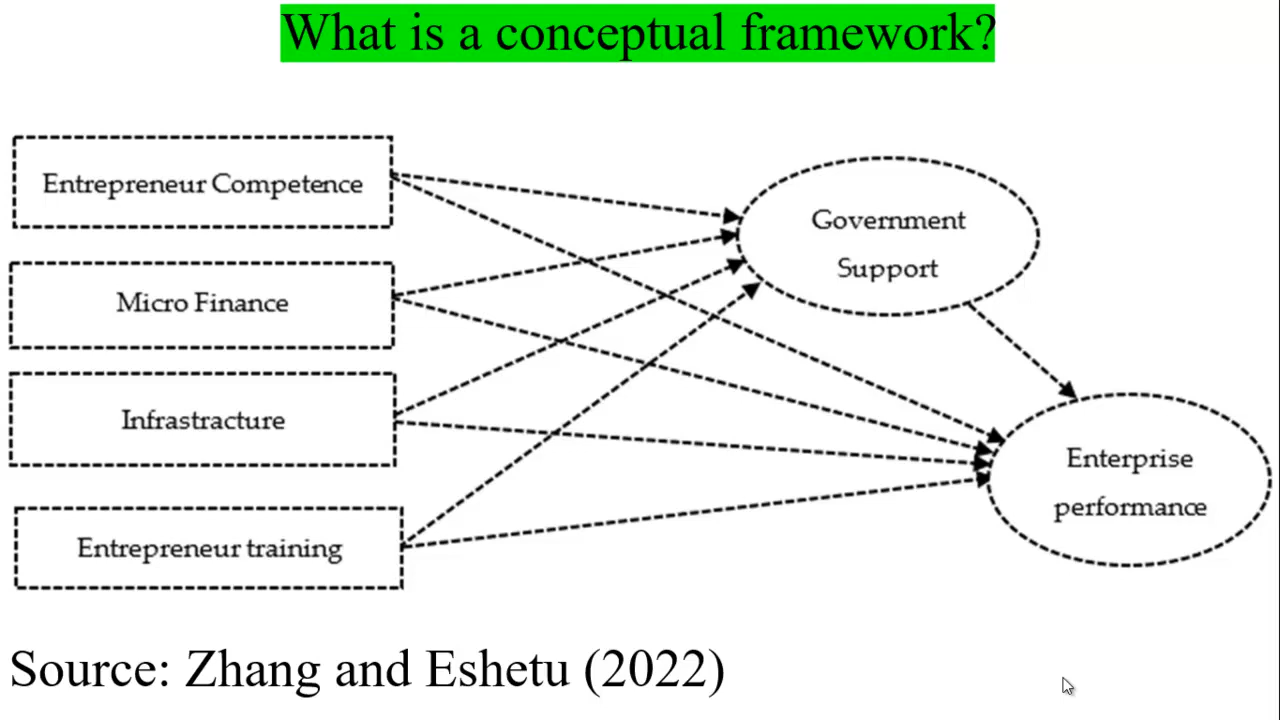 What is a conceptual framework?
Entrepreneur Competence
Micro Finance
Infrastracture
Entrepreneur training
Government
Support
Enterprise
performance
Source: Zhang and Eshetu (2022)